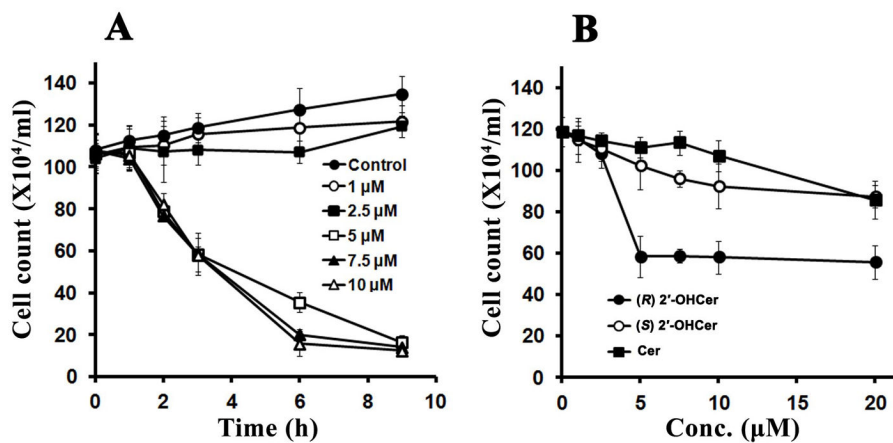 A
Cell count (X10⁴/ml)
140
120
100
80
60
40
20
0
Control
1 µM
2.5 µM
5 µM
7.5 µM
10 µM
0 2 4 6 8 10
Time (h)
B
Cell count (X10⁴/ml)
140
120
100
80
60
40
20
0
(R) 2'-OHCer
(S) 2'-OHCer
Cer
0 5 10 15 20
Conc. (µM)